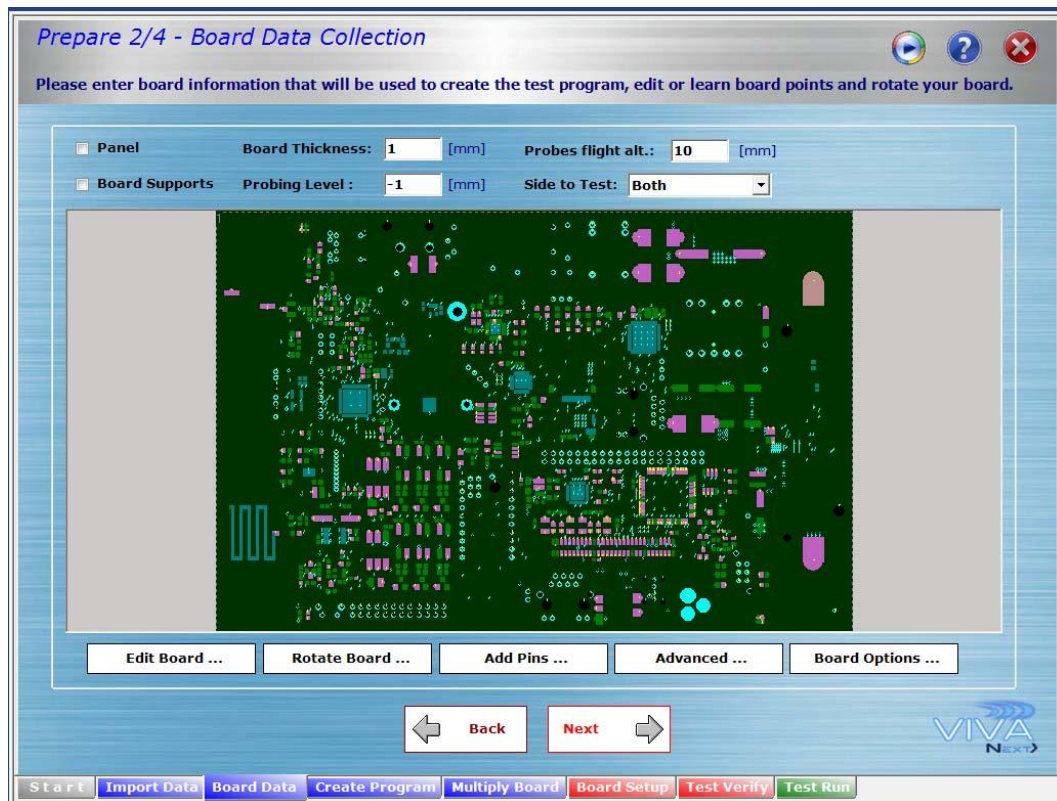 Prepare 2/4 - Board Data Collection
Please enter board information that will be used to create the test program, edit or learn board points and rotate your board.
Panel Board Thickness: 1 [mm] Probes flight alt.: 10 [mm]
Board Supports Probing Level : -1 [mm] Side to Test: Both
Edit Board ... Rotate Board ... Add Pins ... Advanced ... Board Options ...
Back Next
VIVA
NEXT
Start Import Data Board Data Create Program Multiply Board Board Setup Test Verify Test Run